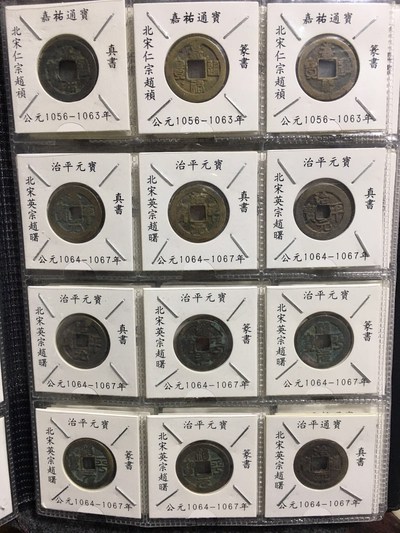 嘉祐通寶
北宋仁宗趙禎
真書
公元1056-1063年
嘉祐通寶
北宋仁宗趙禎
篆書
公元1056-1063年
嘉祐通寶
北宋仁宗趙禎
篆書
公元1056-1063年
治平元寶
北宋英宗趙曙
真書
公元1064-1067年
治平元寶
北宋英宗趙曙
真書
公元1064-1067年
治平元寶
北宋英宗趙曙
真書
公元1064-1067年
治平元寶
北宋英宗趙曙
真書
公元1064-1067年
治平元寶
北宋英宗趙曙
篆書
公元1064-1067年
治平元寶
北宋英宗趙曙
篆書
公元1064-1067年
治平元寶
北宋英宗趙曙
篆書
公元1064-1067年
治平元寶
北宋英宗趙曙
篆書
公元1064-1067年
治平通寶
北宋英宗趙曙
真書
公元1064-1067年